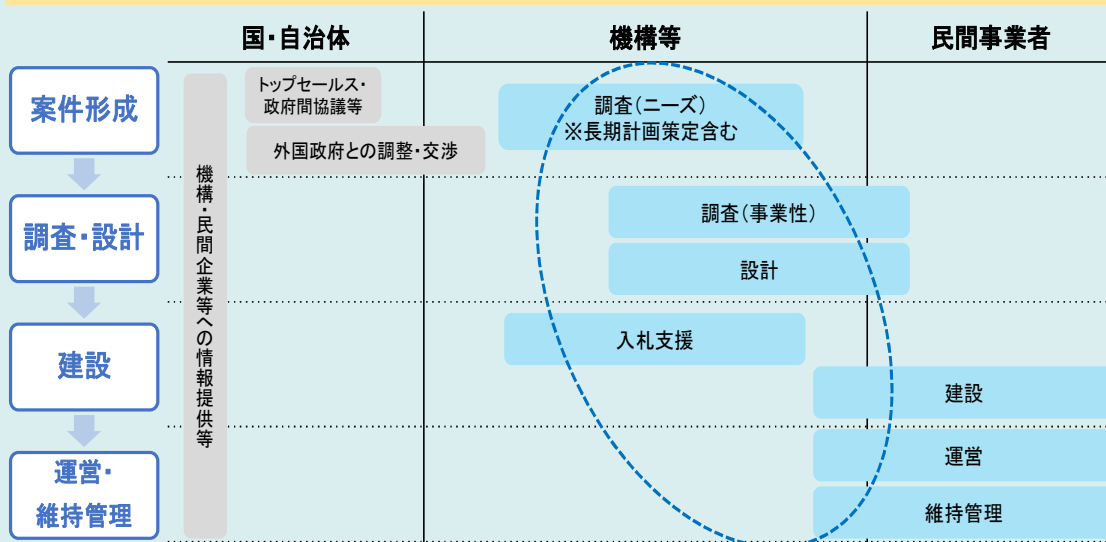 国・自治体
機構等
民間事業者
案件形成
トップセールス・
政府間協議等
外国政府との調整・交渉
調査(ニーズ)
※長期計画策定含む
機構・民間企業等への情報提供等
調査・設計
調査(事業性)
設計
建設
入札支援
建設
運営・
維持管理
運営
維持管理